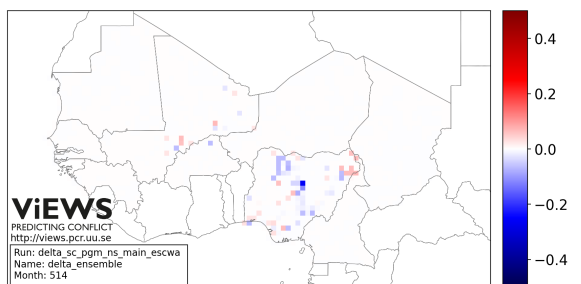 ViEWS
PREDICTING CONFLICT
http://views.pcr.uu.se
Run: delta_sc_pgm_ns_main_escwa
Name: delta_ensemble
Month: 514
0.4
0.2
0.0
−0.2
−0.4